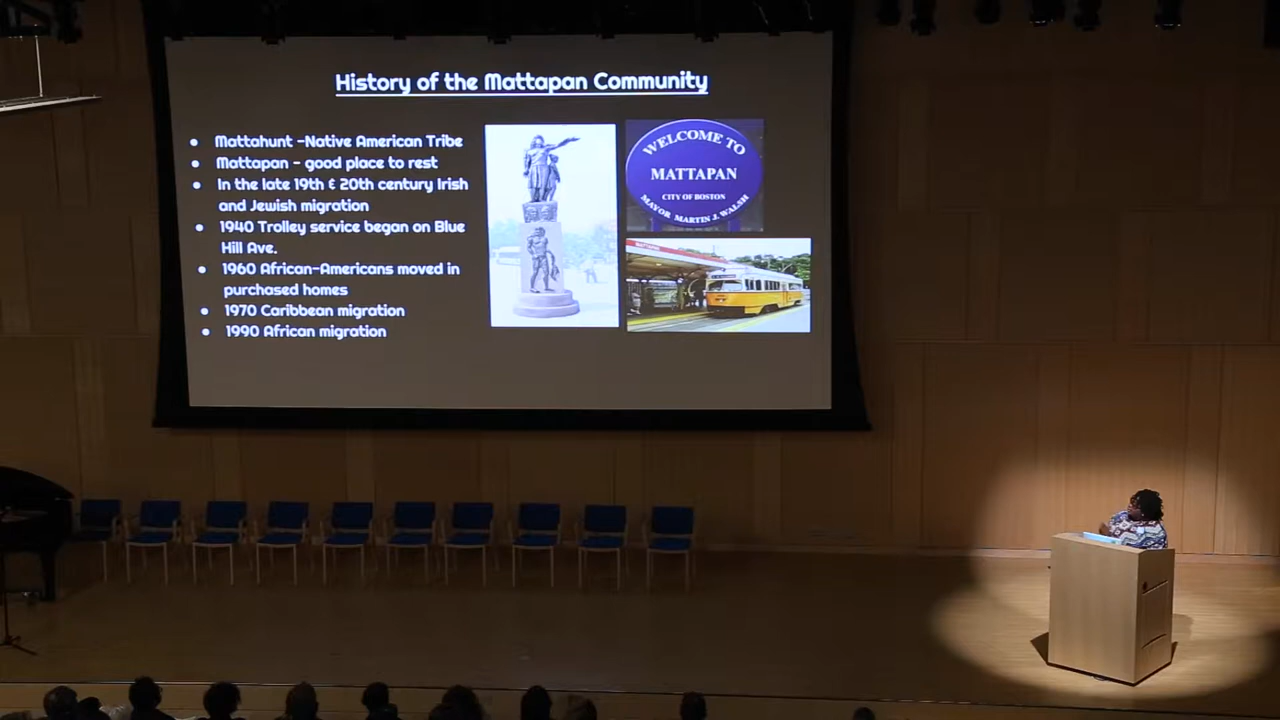 History of the Mattapan Community
Mattahunt -Native American Tribe
Mattapan - good place to rest
In the late 19th & 20th century Irish
and Jewish migration
1940 Trolley service began on Blue
Hill Ave.
1960 African-Americans moved in
purchased homes
1970 Caribbean migration
1990 African migration
WELCOME TO
MATTAPAN
CITY OF BOSTON
MAYOR MARTIN J. WALSH